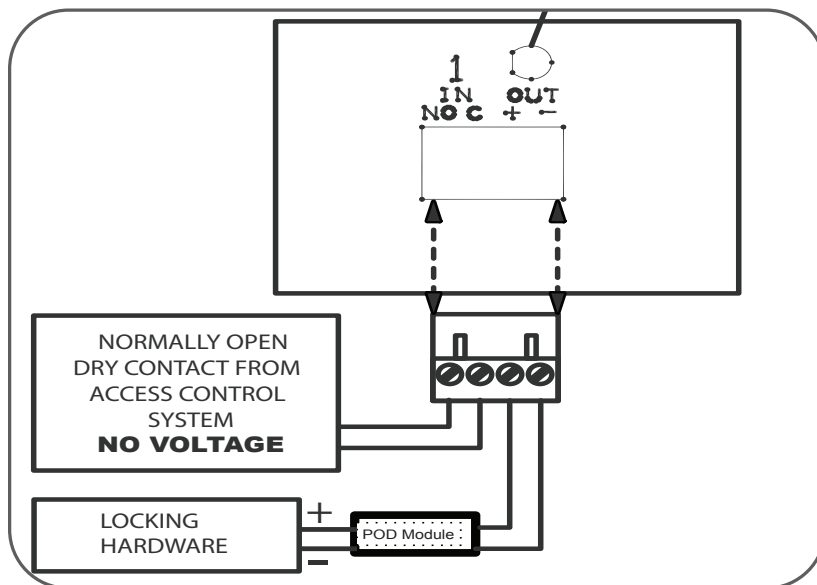 1
IN OUT
NO C + -
NORMALLY OPEN
DRY CONTACT FROM
ACCESS CONTROL
SYSTEM
NO VOLTAGE
LOCKING
HARDWARE
+
-
POD Module